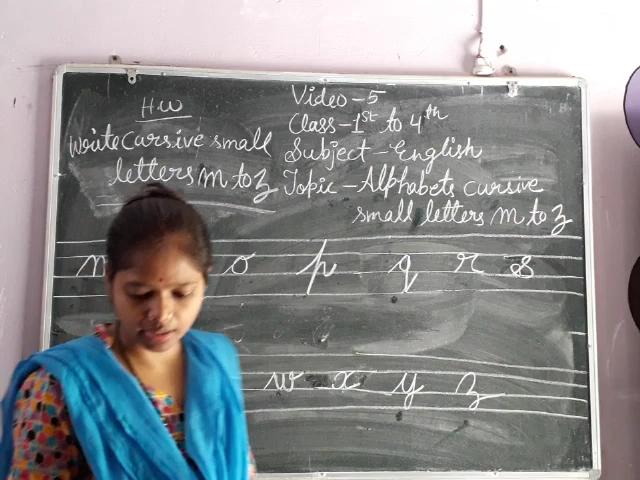 H.W
Write cursive small
letters m to z
Video-5
Class-1st to 4th
Subject-English
Topic-Alphabets cursive
small letters m to z
m o p q r s
w x y z